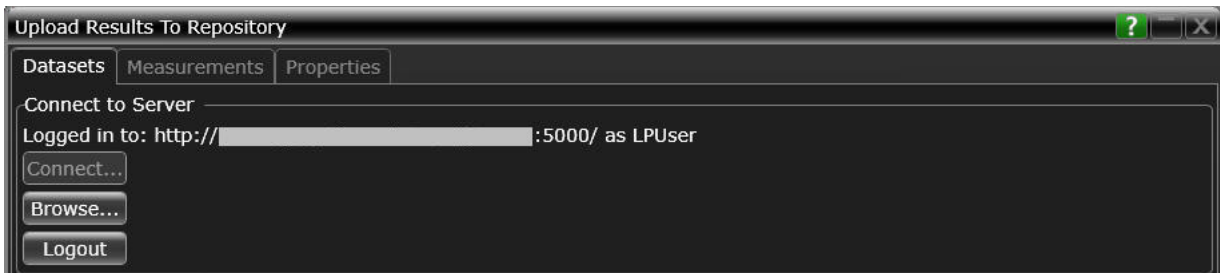 Upload Results To Repository ? X
Datasets Measurements Properties
Connect to Server
Logged in to: http:// :5000/ as LPUser
Connect...
Browse...
Logout